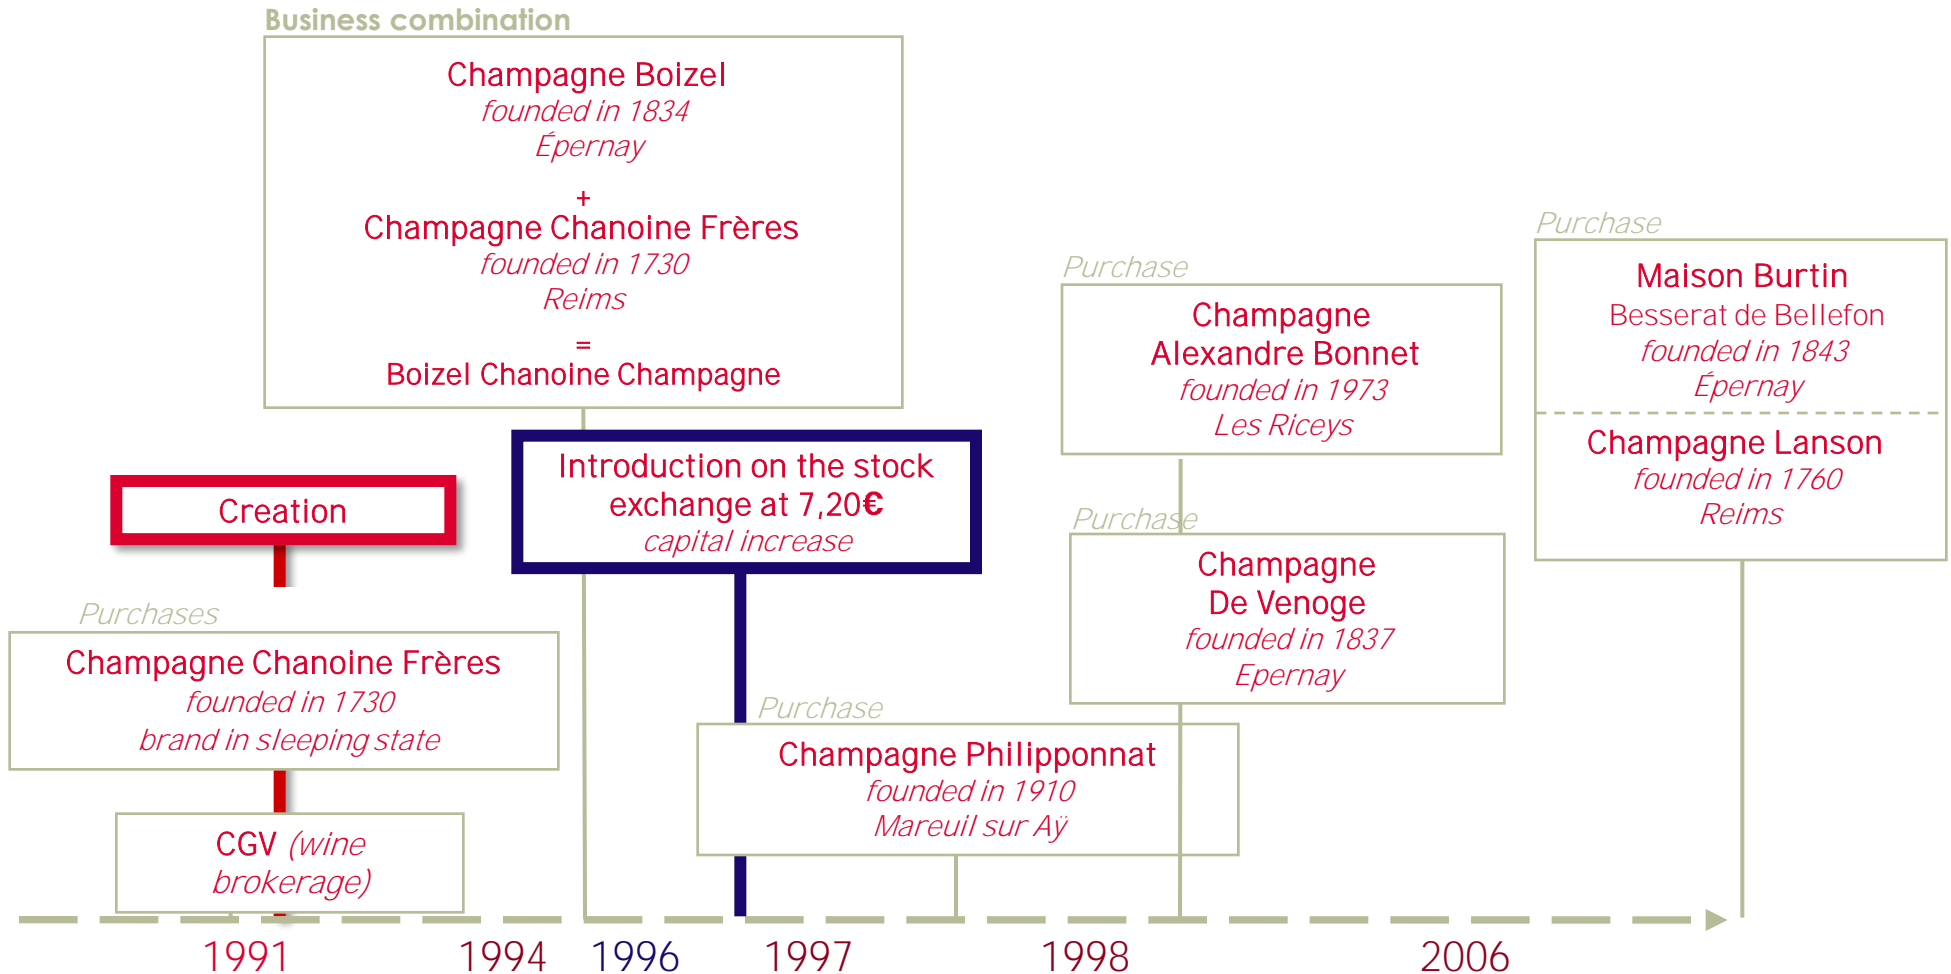 Business combination
Champagne Boizel
founded in 1834
Épernay
+
Champagne Chanoine Frères
founded in 1730
Reims
=
Boizel Chanoine Champagne
Creation
Purchases
Champagne Chanoine Frères
founded in 1730
brand in sleeping state
CGV (wine
brokerage)
Introduction on the stock
exchange at 7,20€
capital increase
Purchase
Champagne Philipponnat
founded in 1910
Mareuil sur Aÿ
Purchase
Champagne
Alexandre Bonnet
founded in 1973
Les Riceys
Purchase
Champagne
De Venoge
founded in 1837
Epernay
Purchase
Maison Burtin
Besserat de Bellefon
founded in 1843
Épernay
Champagne Lanson
founded in 1760
Reims
1991
1994
1996
1997
1998
2006